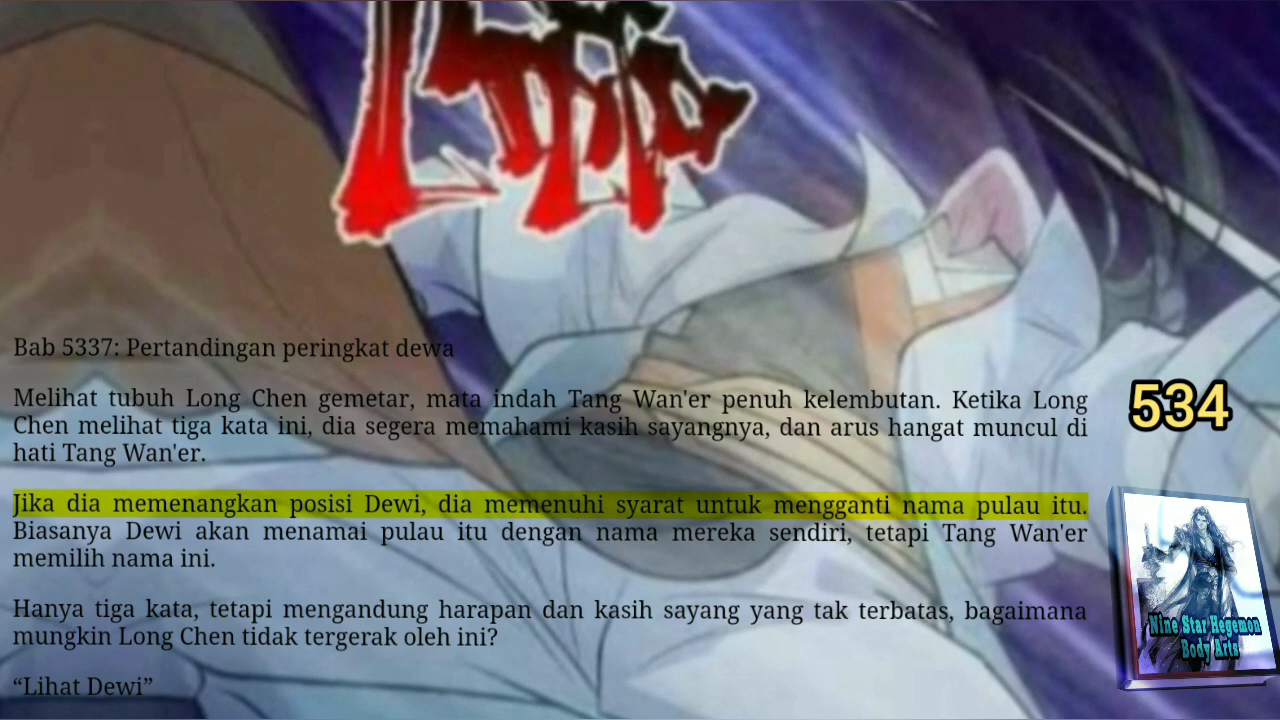 Bab 5337: Pertandingan peringkat dewa
Melihat tubuh Long Chen gemetar, mata indah Tang Wan'er penuh kelembutan. Ketika Long
Chen melihat tiga kata ini, dia segera memahami kasih sayangnya, dan arus hangat muncul di
hati Tang Wan'er.
Jika dia memenangkan posisi Dewi, dia memenuhi syarat untuk mengganti nama pulau itu.
Biasanya Dewi akan menamai pulau itu dengan nama mereka sendiri, tetapi Tang Wan'er
memilih nama ini.
Hanya tiga kata, tetapi mengandung harapan dan kasih sayang yang tak terbatas, bagaimana
mungkin Long Chen tidak tergerak oleh ini?
“Lihat Dewi”
534
Nine Star Hegemon
Body Arts